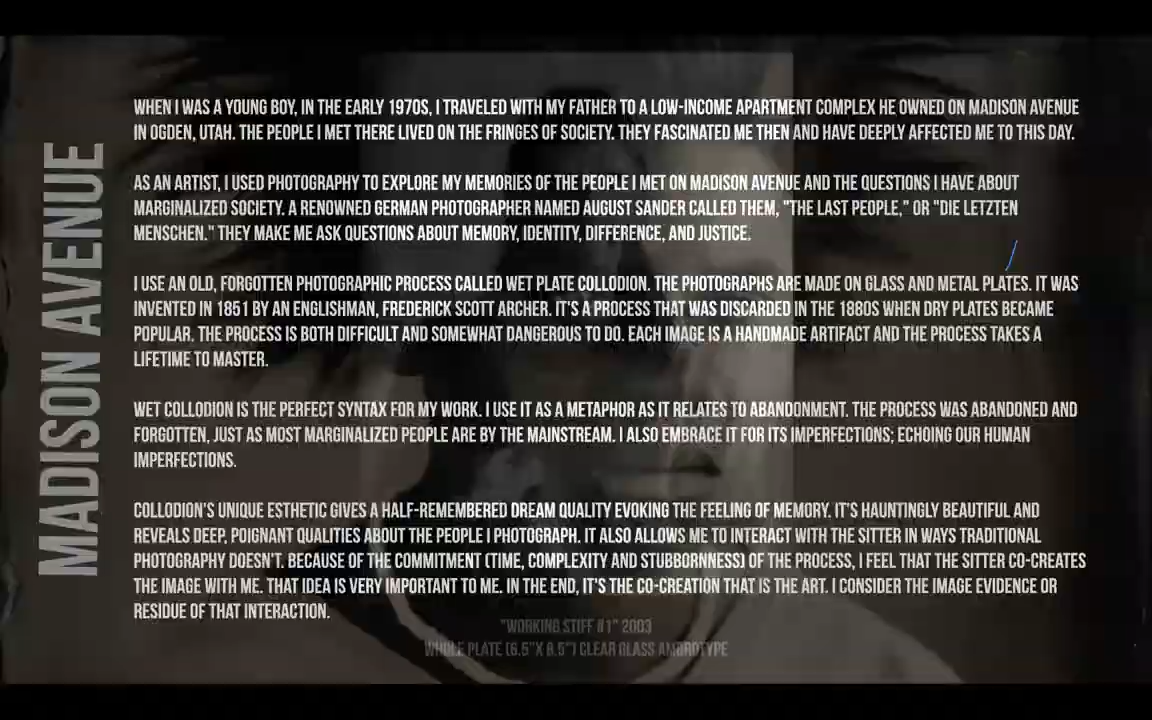 MADISON AVENUE
WHEN I WAS A YOUNG BOY, IN THE EARLY 1970S, I TRAVELED WITH MY FATHER TO A LOW-INCOME APARTMENT COMPLEX HE OWNED ON MADISON AVENUE
IN OGDEN, UTAH. THE PEOPLE I MET THERE LIVED ON THE FRINGES OF SOCIETY. THEY FASCINATED ME THEN AND HAVE DEEPLY AFFECTED ME TO THIS DAY.
AS AN ARTIST, I USED PHOTOGRAPHY TO EXPLORE MY MEMORIES OF THE PEOPLE I MET ON MADISON AVENUE AND THE QUESTIONS I HAVE ABOUT
MARGINALIZED SOCIETY. A RENOWNED GERMAN PHOTOGRAPHER NAMED AUGUST SANDER CALLED THEM, "THE LAST PEOPLE," OR "DIE LETZTEN
MENSCHEN." THEY MAKE ME ASK QUESTIONS ABOUT MEMORY, IDENTITY, DIFFERENCE, AND JUSTICE.
I USE AN OLD, FORGOTTEN PHOTOGRAPHIC PROCESS CALLED WET PLATE COLLODION. THE PHOTOGRAPHS ARE MADE ON GLASS AND METAL PLATES. IT WAS
INVENTED IN 1851 BY AN ENGLISHMAN, FREDERICK SCOTT ARCHER. IT'S A PROCESS THAT WAS DISCARDED IN THE 1880S WHEN DRY PLATES BECAME
POPULAR. THE PROCESS IS BOTH DIFFICULT AND SOMEWHAT DANGEROUS TO DO. EACH IMAGE IS A HANDMADE ARTIFACT AND THE PROCESS TAKES A
LIFETIME TO MASTER.
WET COLLODION IS THE PERFECT SYNTAX FOR MY WORK. I USE IT AS A METAPHOR AS IT RELATES TO ABANDONMENT. THE PROCESS WAS ABANDONED AND
FORGOTTEN, JUST AS MOST MARGINALIZED PEOPLE ARE BY THE MAINSTREAM. I ALSO EMBRACE IT FOR ITS IMPERFECTIONS; ECHOING OUR HUMAN
IMPERFECTIONS.
COLLODION'S UNIQUE ESTHETIC GIVES A HALF-REMEMBERED DREAM QUALITY EVOKING THE FEELING OF MEMORY. IT'S HAUNTINGLY BEAUTIFUL AND
REVEALS DEEP, POIGNANT QUALITIES ABOUT THE PEOPLE I PHOTOGRAPH. IT ALSO ALLOWS ME TO INTERACT WITH THE SITTER IN WAYS TRADITIONAL
PHOTOGRAPHY DOESN'T. BECAUSE OF THE COMMITMENT (TIME, COMPLEXITY AND STUBBORNNESS) OF THE PROCESS, I FEEL THAT THE SITTER CO-CREATES
THE IMAGE WITH ME. THAT IDEA IS VERY IMPORTANT TO ME. IN THE END, IT'S THE CO-CREATION THAT IS THE ART. I CONSIDER THE IMAGE EVIDENCE OR
RESIDUE OF THAT INTERACTION.
"WORKING STIFF #1" 2003
WHOLE PLATE (6.5"X 8.5") CLEAR GLASS AMBROTYPE